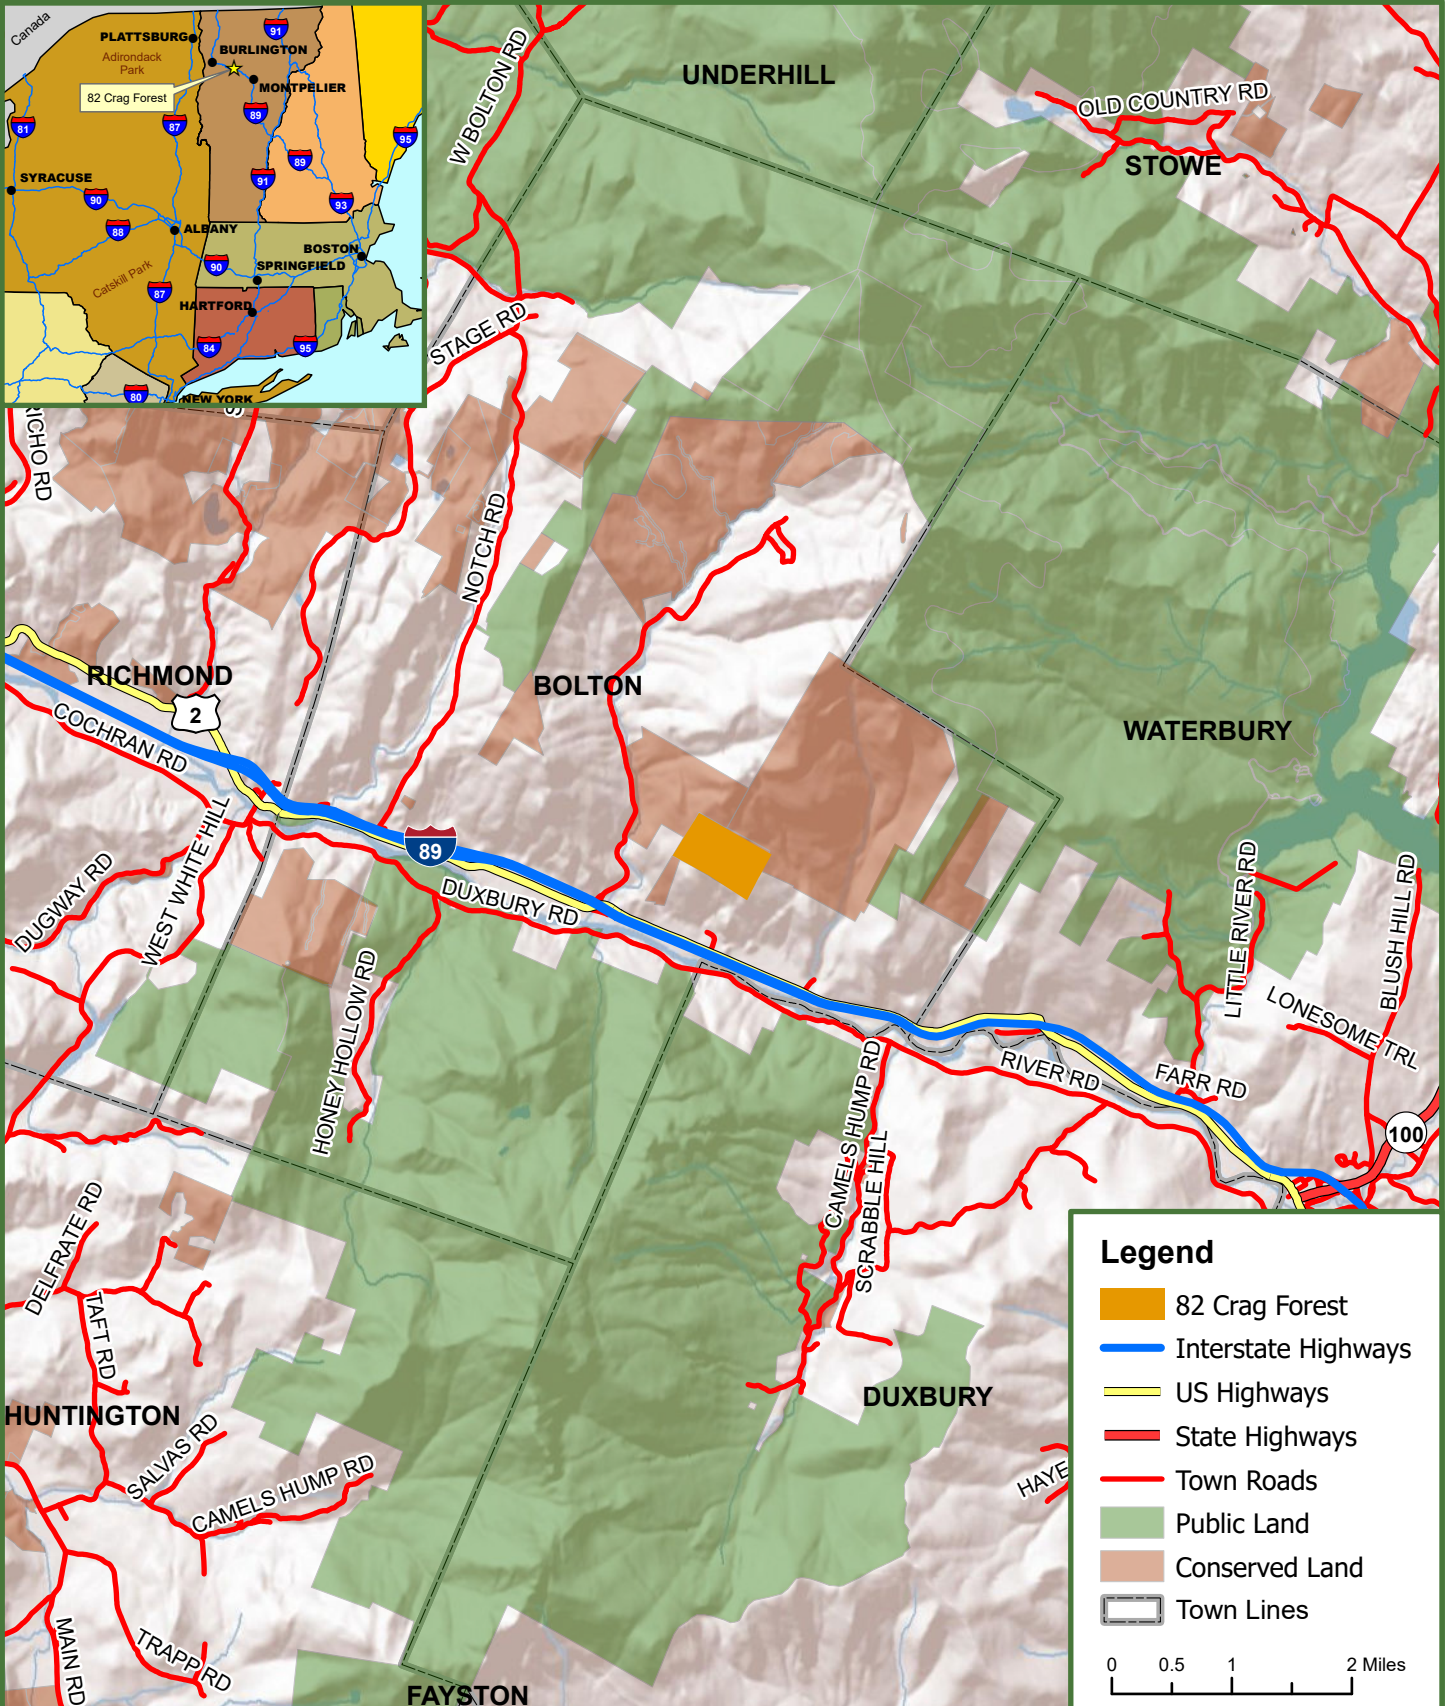 Canada
PLATTSBURG
Adirondack
Park
BURLINGTON
MONTPELIER
82 Crag Forest
91
89
81
87
95
89
91
SYRACUSE
90
93
88
ALBANY
BOSTON
90
SPRINGFIELD
Catskill Park
87
HARTFORD
84
95
80
NEW YORK
UNDERHILL
W BOLTON RD
OLD COUNTRY RD
STOWE
STAGE RD
RICHO RD
S
NOTCH RD
RICHMOND
2
BOLTON
COCHRAN RD
WATERBURY
WEST WHITE HILL
89
DUGWAY RD
DUXBURY RD
LITTLE RIVER RD
BLUSH HILL RD
HONEY HOLLOW RD
LONESOME TRL
RIVER RD
FARR RD
CAMELS HUMP RD
SCRABBLE HILL
100
DELFRATE RD
TAFT RD
HUNTINGTON
DUXBURY
SALVAS RD
CAMELS HUMP RD
HAYE
MAIN RD
TRAPP RD
FAYSTON
Legend
82 Crag Forest
Interstate Highways
US Highways
State Highways
Town Roads
Public Land
Conserved Land
Town Lines
0 0.5 1 2 Miles